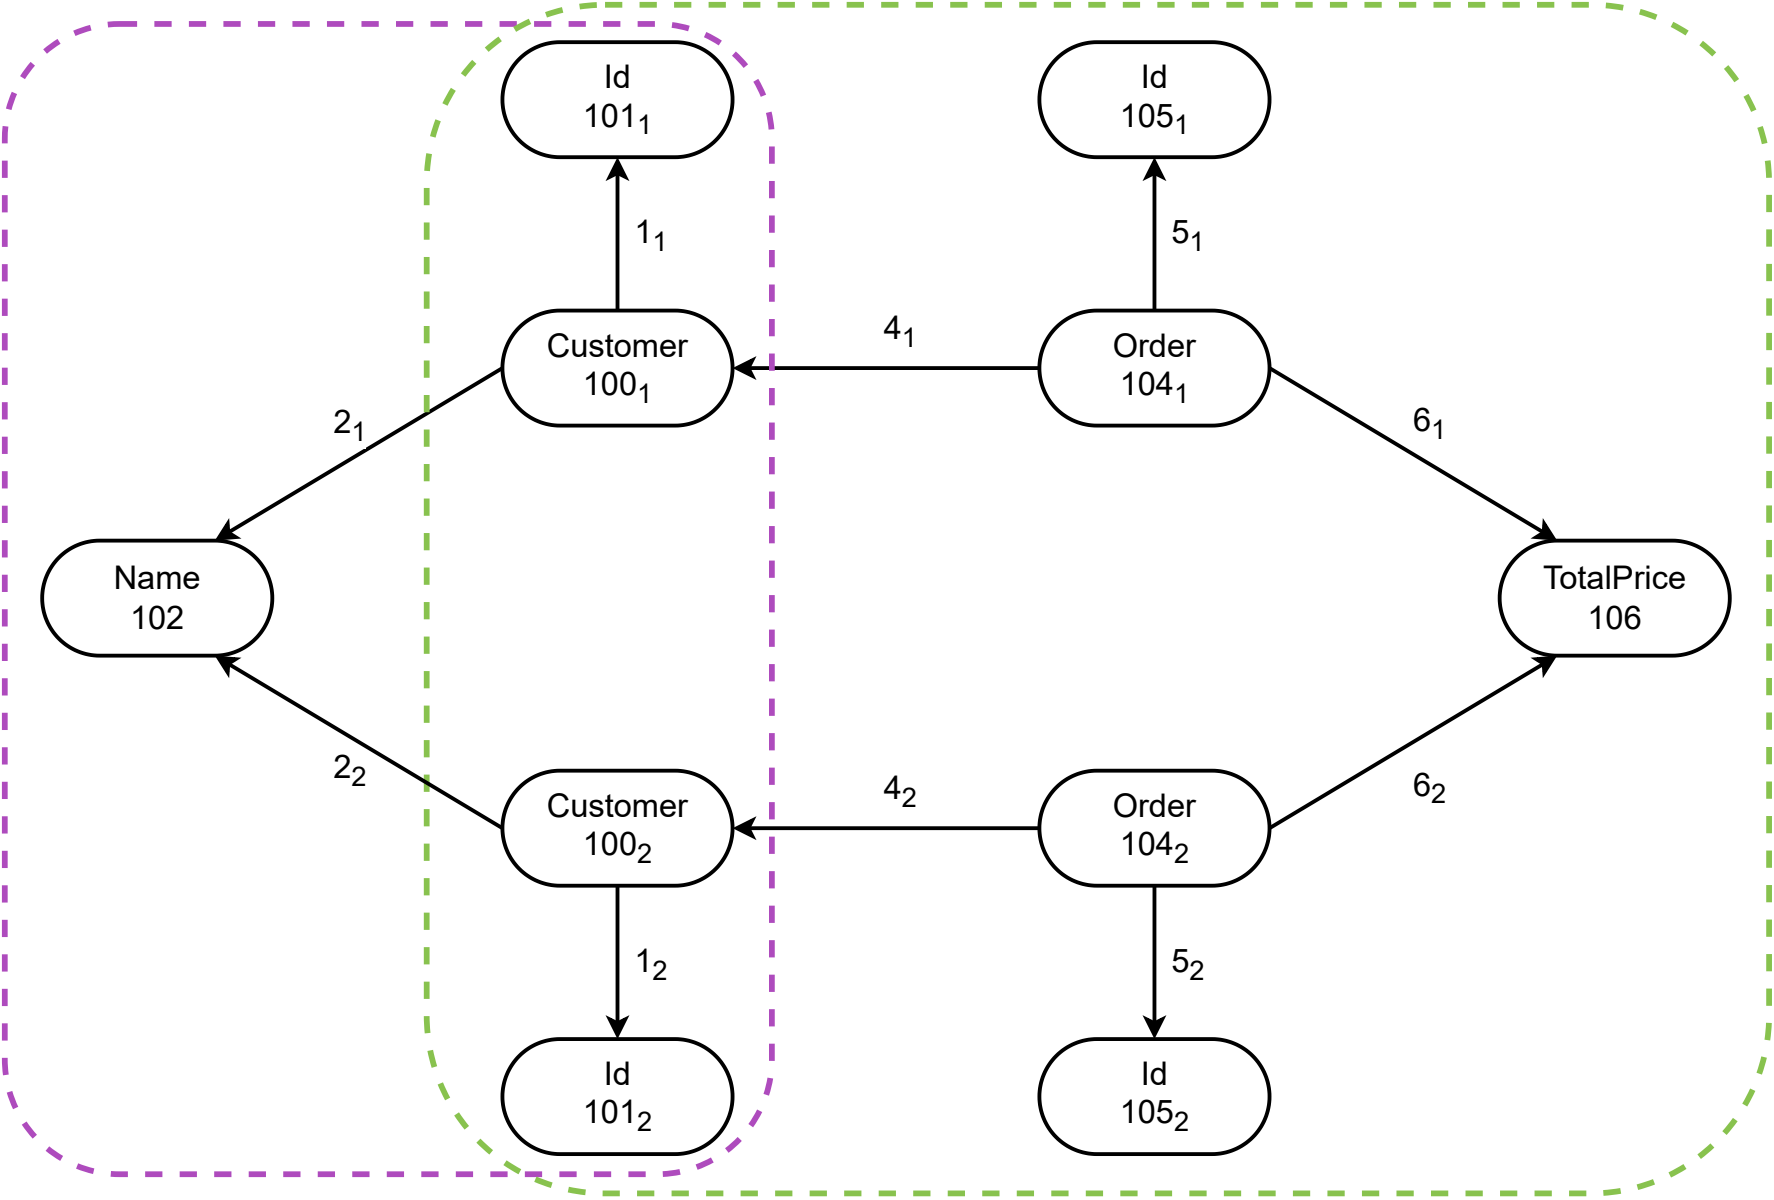 Id
101₁
Id
105₁
1₁
5₁
Customer
100₁
4₁
Order
104₁
2₁
6₁
Name
102
TotalPrice
106
2₂
Customer
100₂
4₂
Order
104₂
6₂
1₂
5₂
Id
101₂
Id
105₂